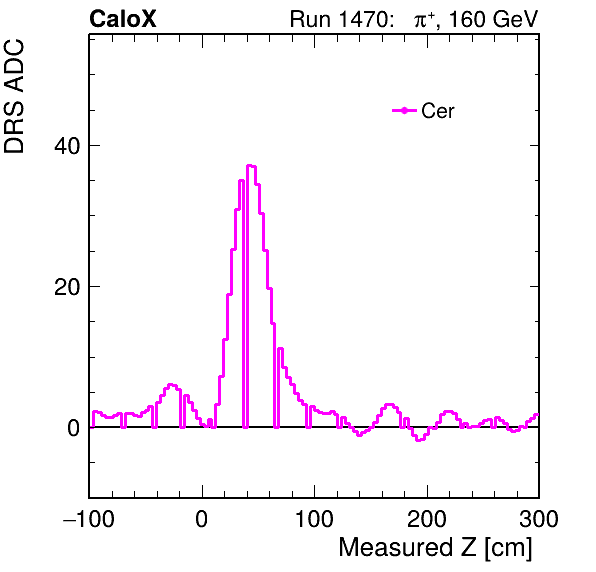 CaloX Run 1470: π⁺, 160 GeV
DRS ADC
Cer
40
20
0
−100 0 100 200 300
Measured Z [cm]